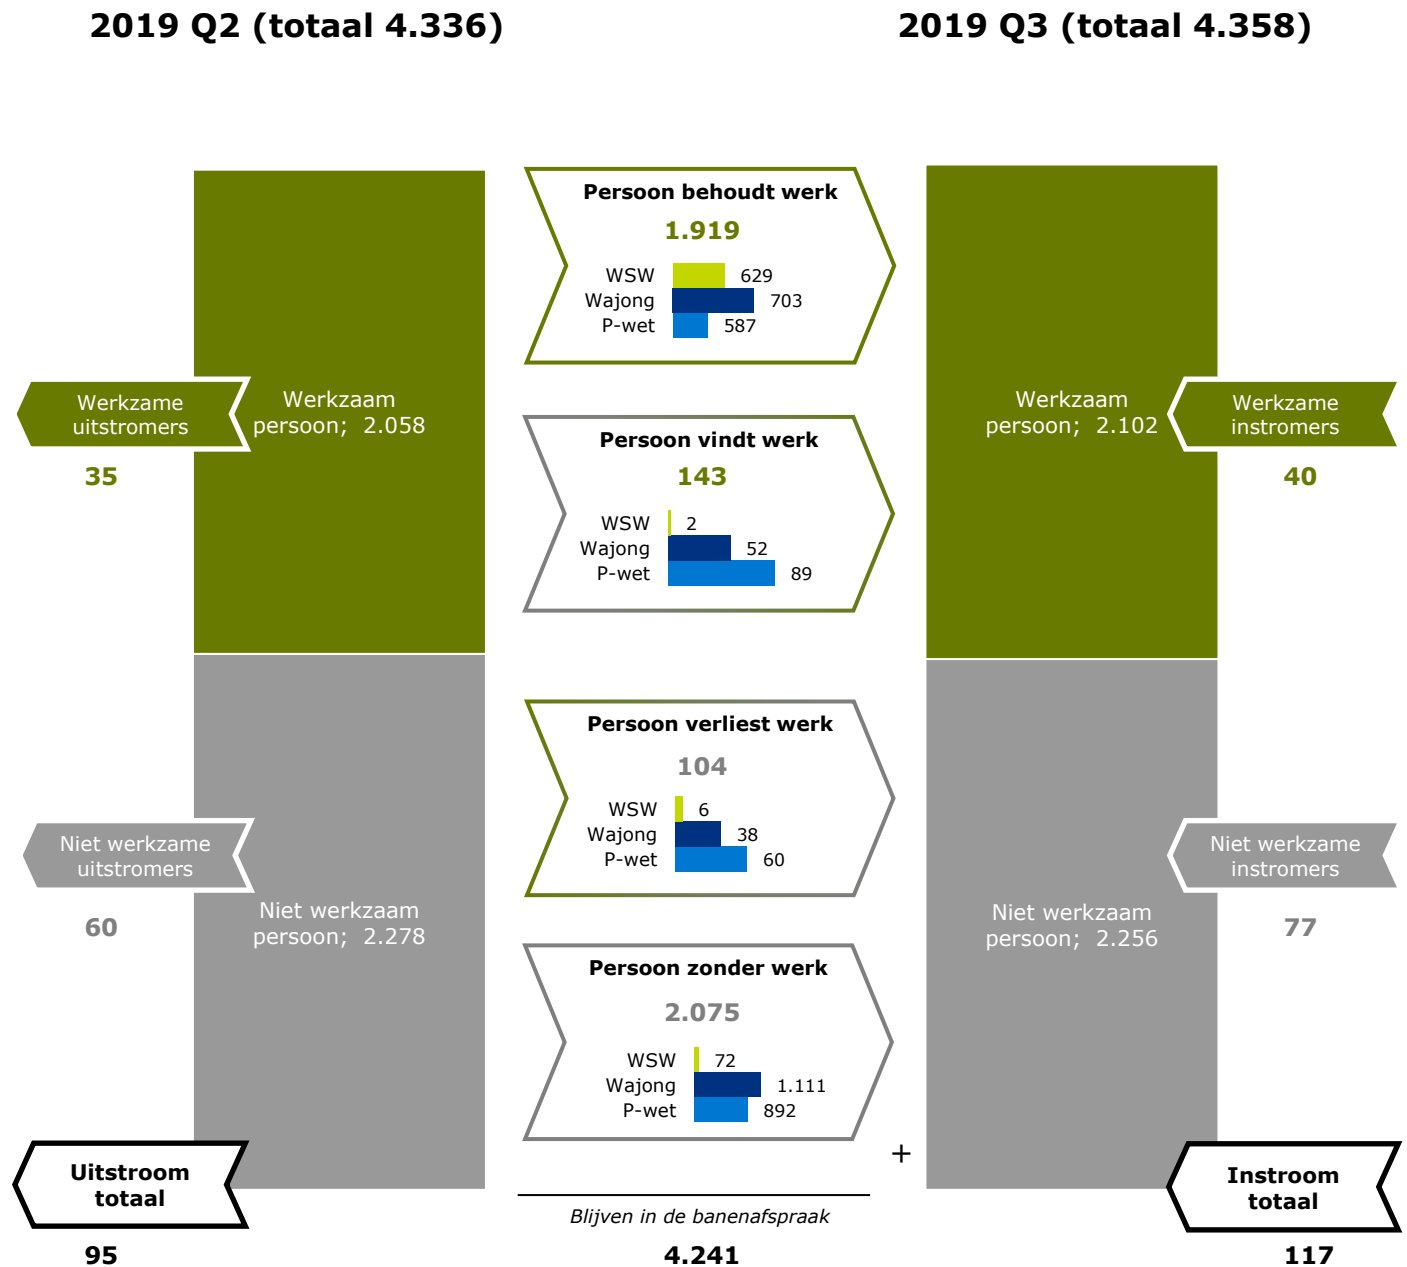 2019 Q2 (totaal 4.336)
2019 Q3 (totaal 4.358)
Werkzame
uitstromers
35
Werkzaam
persoon; 2.058
Niet werkzame
uitstromers
60
Niet werkzaam
persoon; 2.278
Uitstroom
totaal
95
Persoon behoudt werk
1.919
WSW 629
Wajong 703
P-wet 587
Persoon vindt werk
143
WSW 2
Wajong 52
P-wet 89
Persoon verliest werk
104
WSW 6
Wajong 38
P-wet 60
Persoon zonder werk
2.075
WSW 72
Wajong 1.111
P-wet 892
+
Blijven in de banenafspraak
4.241
Werkzaam
persoon; 2.102
Werkzame
instromers
40
Niet werkzaam
persoon; 2.256
Niet werkzame
instromers
77
Instroom
totaal
117